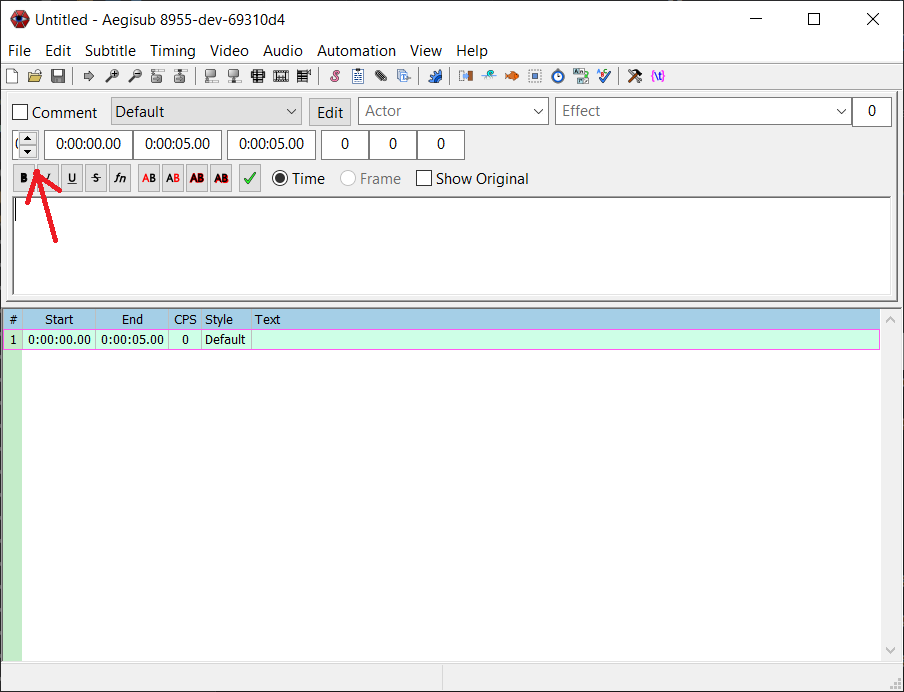 Untitled - Aegisub 8955-dev-69310d4
File Edit Subtitle Timing Video Audio Automation View Help
Comment Default Edit Actor Effect 0
0:00:00.00 0:00:05.00 0:00:05.00 0 0 0
B I U S fn AB AB AB AB Time Frame Show Original
# Start End CPS Style Text
1 0:00:00.00 0:00:05.00 0 Default